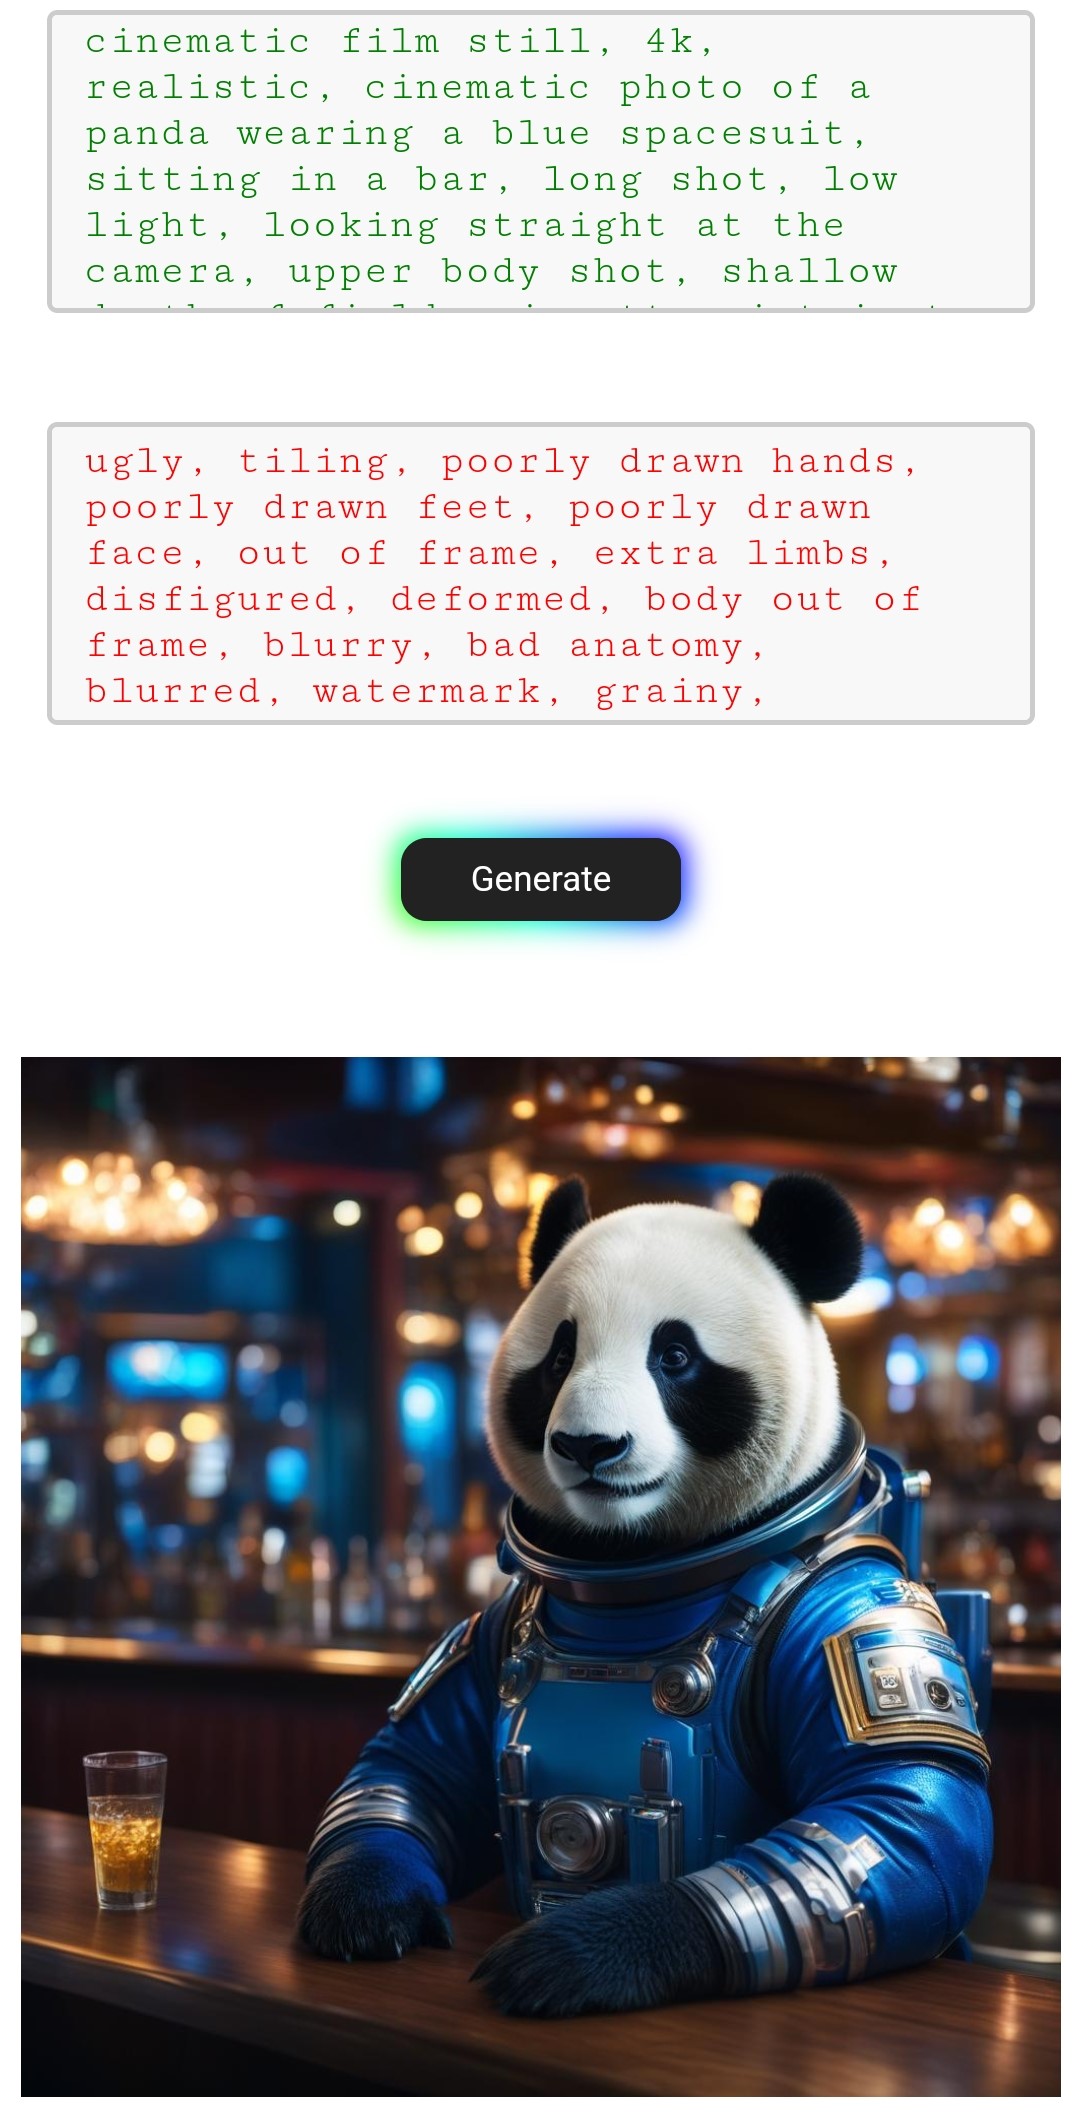 cinematic film still, 4k,
realistic, cinematic photo of a
panda wearing a blue spacesuit,
sitting in a bar, long shot, low
light, looking straight at the
camera, upper body shot, shallow
ugly, tiling, poorly drawn hands,
poorly drawn feet, poorly drawn
face, out of frame, extra limbs,
disfigured, deformed, body out of
frame, blurry, bad anatomy,
blurred, watermark, grainy,
Generate